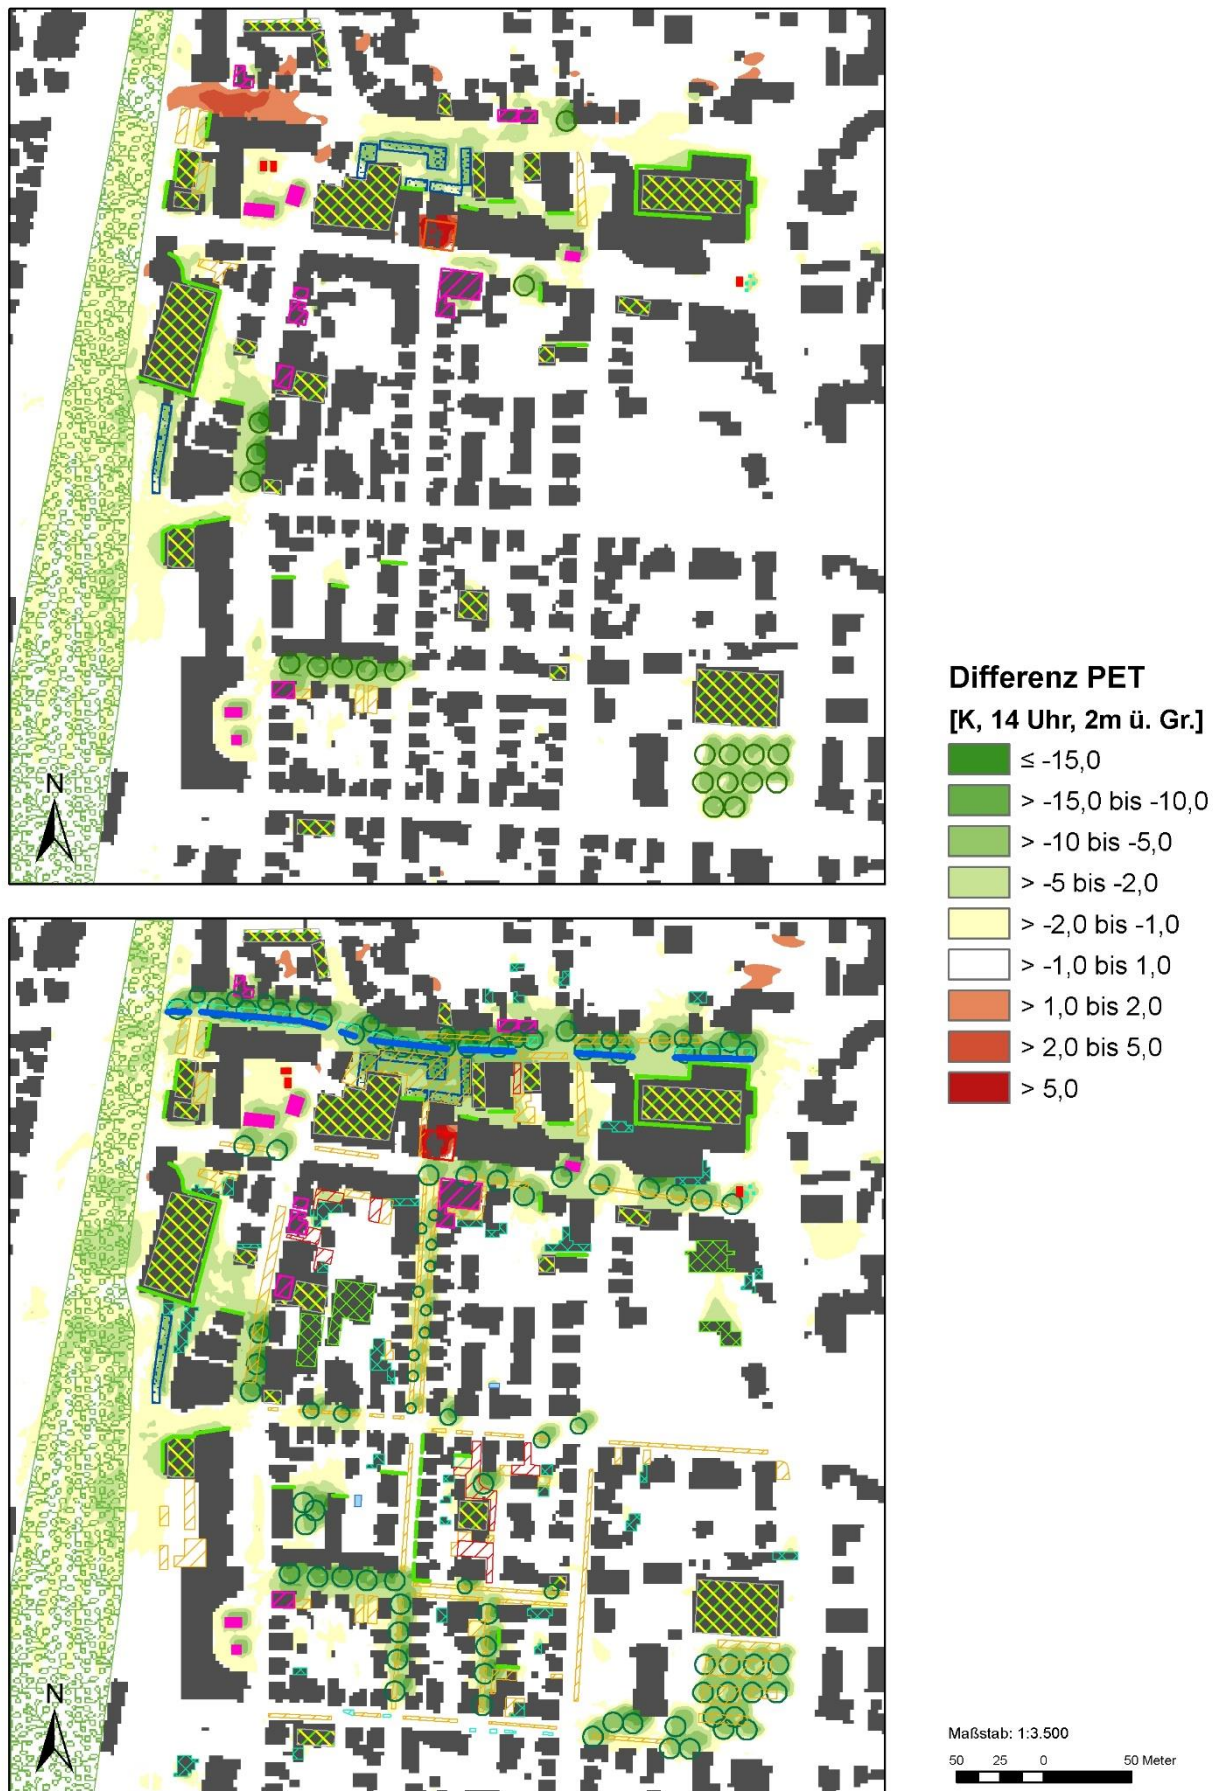 N
Differenz PET
[K, 14 Uhr, 2m ü. Gr.]
≤ -15,0
> -15,0 bis -10,0
> -10 bis -5,0
> -5 bis -2,0
> -2,0 bis -1,0
> -1,0 bis 1,0
> 1,0 bis 2,0
> 2,0 bis 5,0
> 5,0
N
Maßstab: 1:3.500
50 25 0 50 Meter